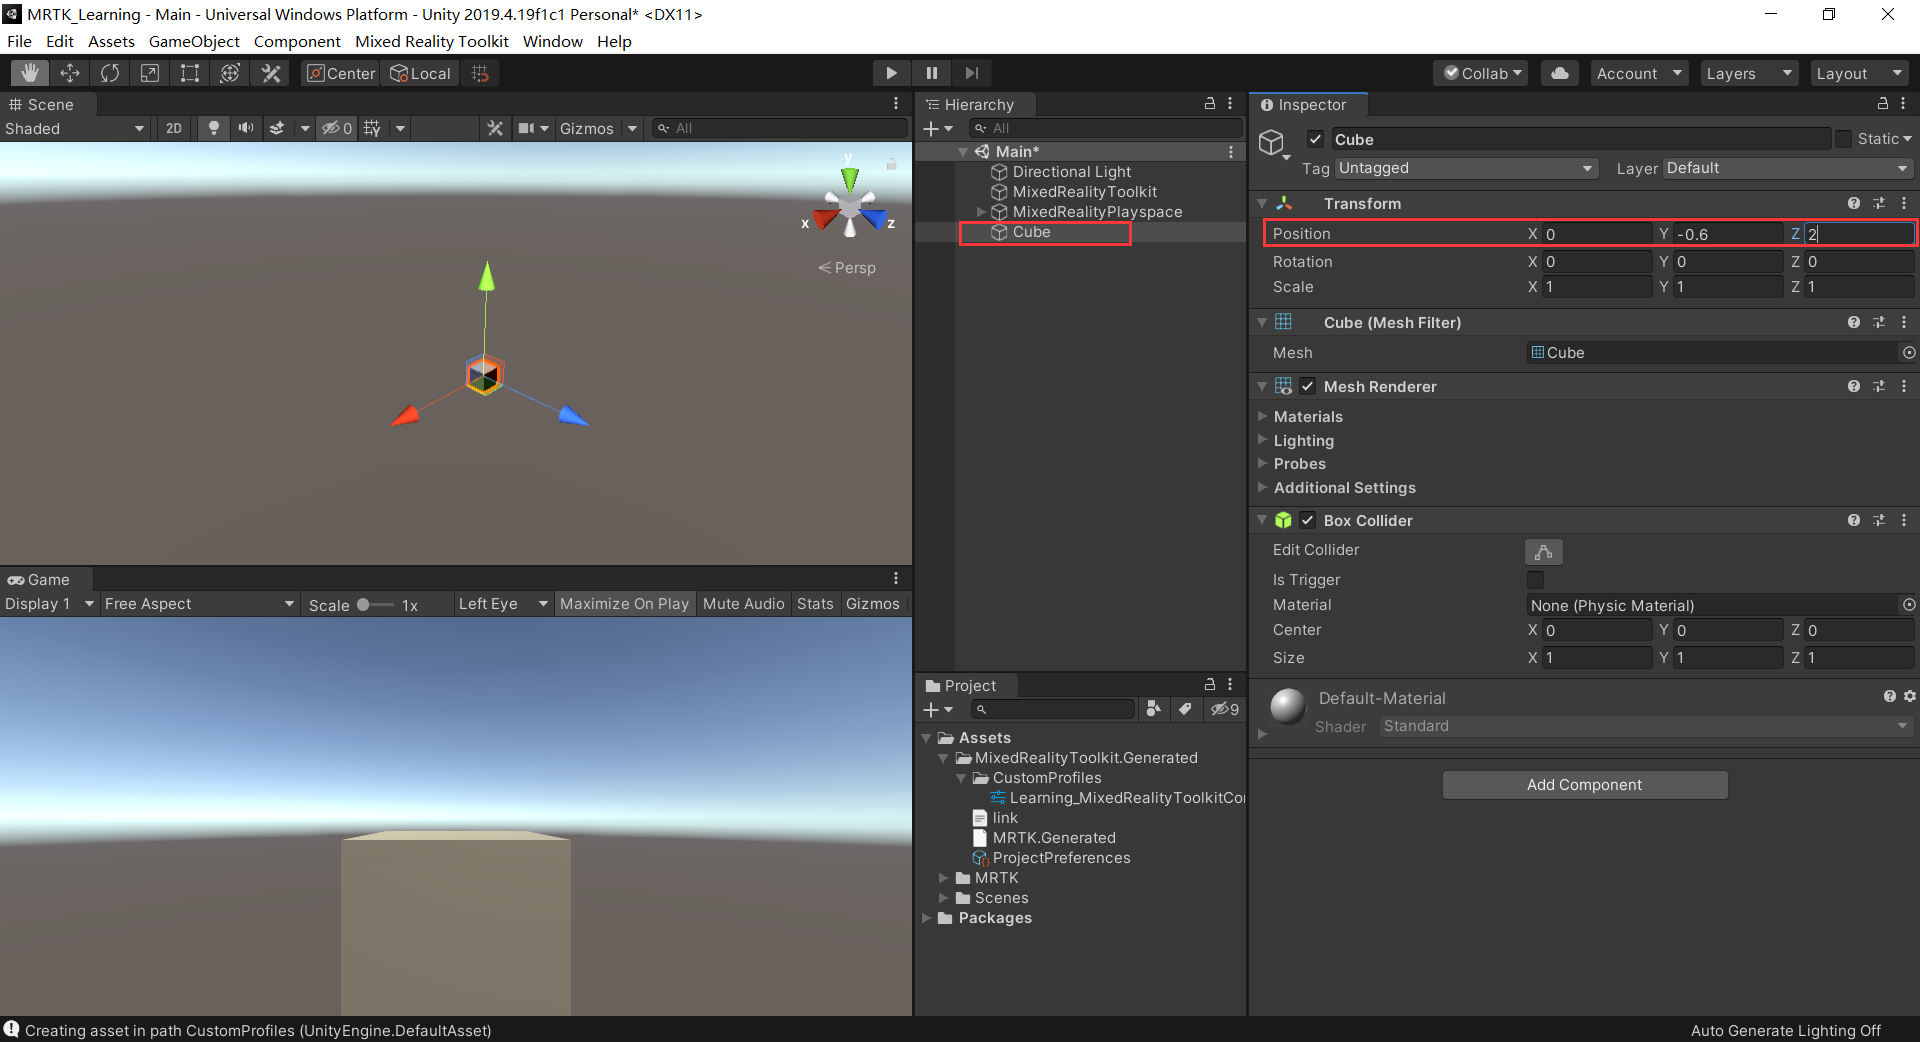 MRTK_Learning - Main - Universal Windows Platform - Unity 2019.4.19f1c1 Personal* <DX11>
File Edit Assets GameObject Component Mixed Reality Toolkit Window Help
Center Local Collab Account Layers Layout
Scene
Shaded 2D 0 Gizmos All
y
x z
Persp
Game
Display 1 Free Aspect Scale 1x Left Eye Maximize On Play Mute Audio Stats Gizmos
Hierarchy
All
Main*
Directional Light
MixedRealityToolkit
MixedRealityPlayspace
Cube
Project
9
Assets
MixedRealityToolkit.Generated
CustomProfiles
Learning_MixedRealityToolkitCo
link
MRTK.Generated
ProjectPreferences
MRTK
Scenes
Packages
Inspector
Cube Static
Tag Untagged Layer Default
Transform
Position X 0 Y -0.6 Z 2
Rotation X 0 Y 0 Z 0
Scale X 1 Y 1 Z 1
Cube (Mesh Filter)
Mesh Cube
Mesh Renderer
Materials
Lighting
Probes
Additional Settings
Box Collider
Edit Collider
Is Trigger
Material None (Physic Material)
Center X 0 Y 0 Z 0
Size X 1 Y 1 Z 1
Default-Material
Shader Standard
Add Component
Creating asset in path CustomProfiles (UnityEngine.DefaultAsset)
Auto Generate Lighting Off